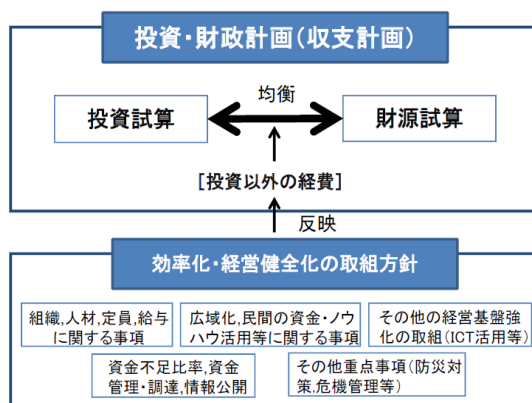 投資・財政計画(収支計画)
均衡
投資試算
財源試算
[投資以外の経費]
反映
効率化・経営健全化の取組方針
組織,人材,定員,給与
に関する事項
広域化,民間の資金・ノウ
ハウ活用等に関する事項
その他の経営基盤強
化の取組(ICT活用等)
資金不足比率,資金
管理・調達,情報公開
その他重点事項(防災対
策,危機管理等)